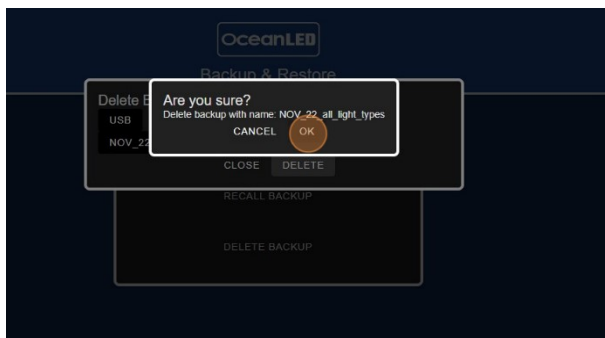 OceanLED
Backup & Restore
Delete B
Are you sure?
Delete backup with name: NOV_22_all_light_types
USB
CANCEL OK
NOV_22
CLOSE DELETE
RECALL BACKUP
DELETE BACKUP